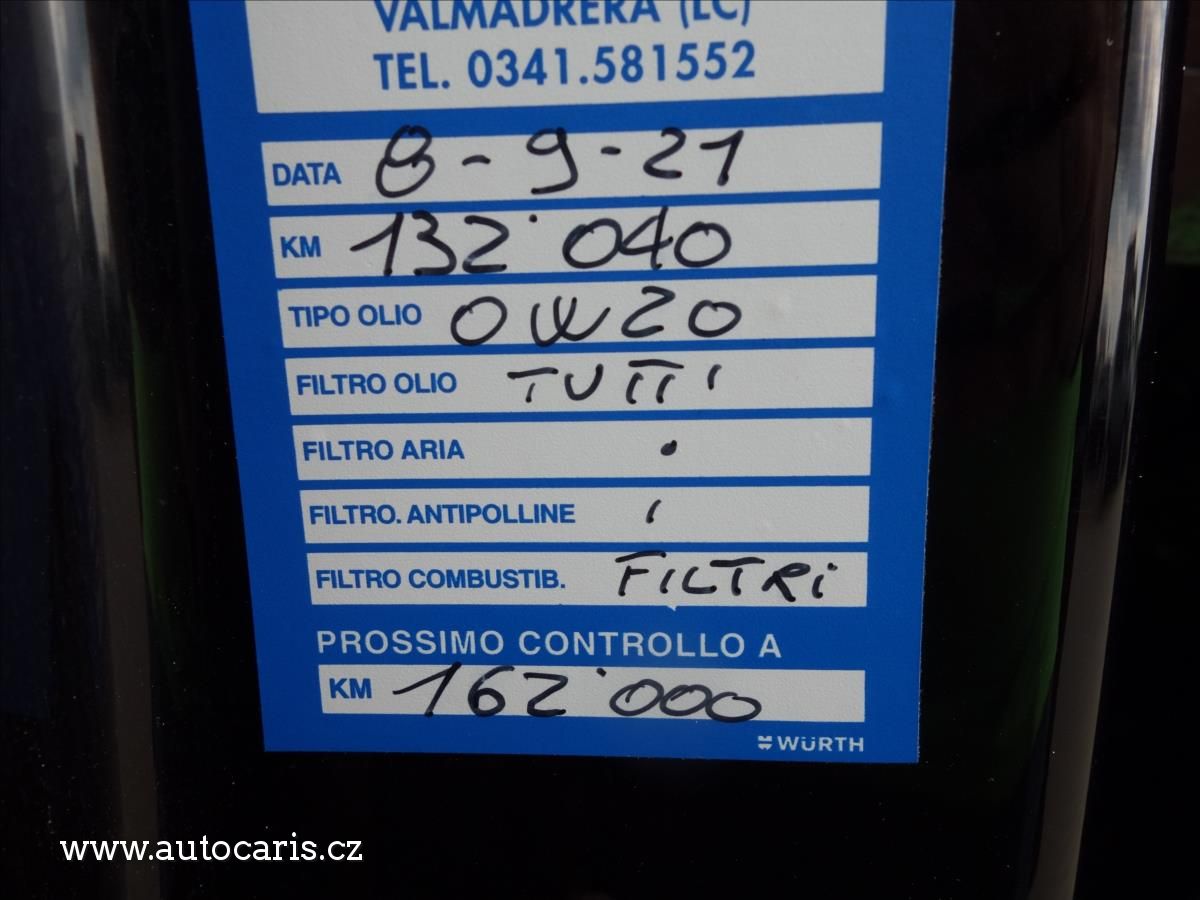 VALMADRERA (LC)
TEL. 0341.581552
DATA 8-9-21
KM 132'040
TIPO OLIO 0W20
FILTRO OLIO TUTTI
FILTRO ARIA
FILTRO. ANTIPOLLINE
FILTRO COMBUSTIB. FILTRI
PROSSIMO CONTROLLO A
KM 162'000
WÜRTH
www.autocaris.cz